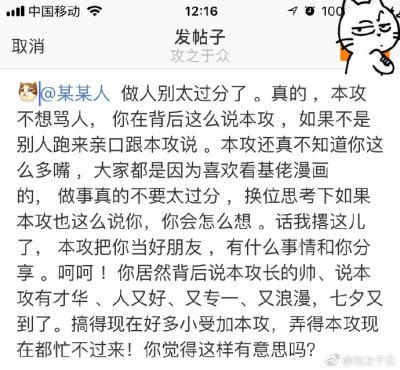 中国移动 12:16 100
取消
发帖子
攻之于众
@某某人 做人别太过分了 。真的 ,本攻
不想骂人, 你在背后这么说本攻 , 如果不是
别人跑来亲口跟本攻说 。本攻还真不知道你这
么多嘴 ,大家都是因为喜欢看基佬漫画
的, 做事真的不要太过分 ,换位思考下如果
本攻也这么说你, 你会怎么想 。话我撂这儿
了, 本攻把你当好朋友 ,有什么事情和你分
享 。呵呵 ! 你居然背后说本攻长的帅、说本
攻有才华 、人又好、又专一、又浪漫, 七夕又
到了。搞得现在好多小受加本攻, 弄得本攻现
在都忙不过来! 你觉得这样有意思吗?
@攻之于众